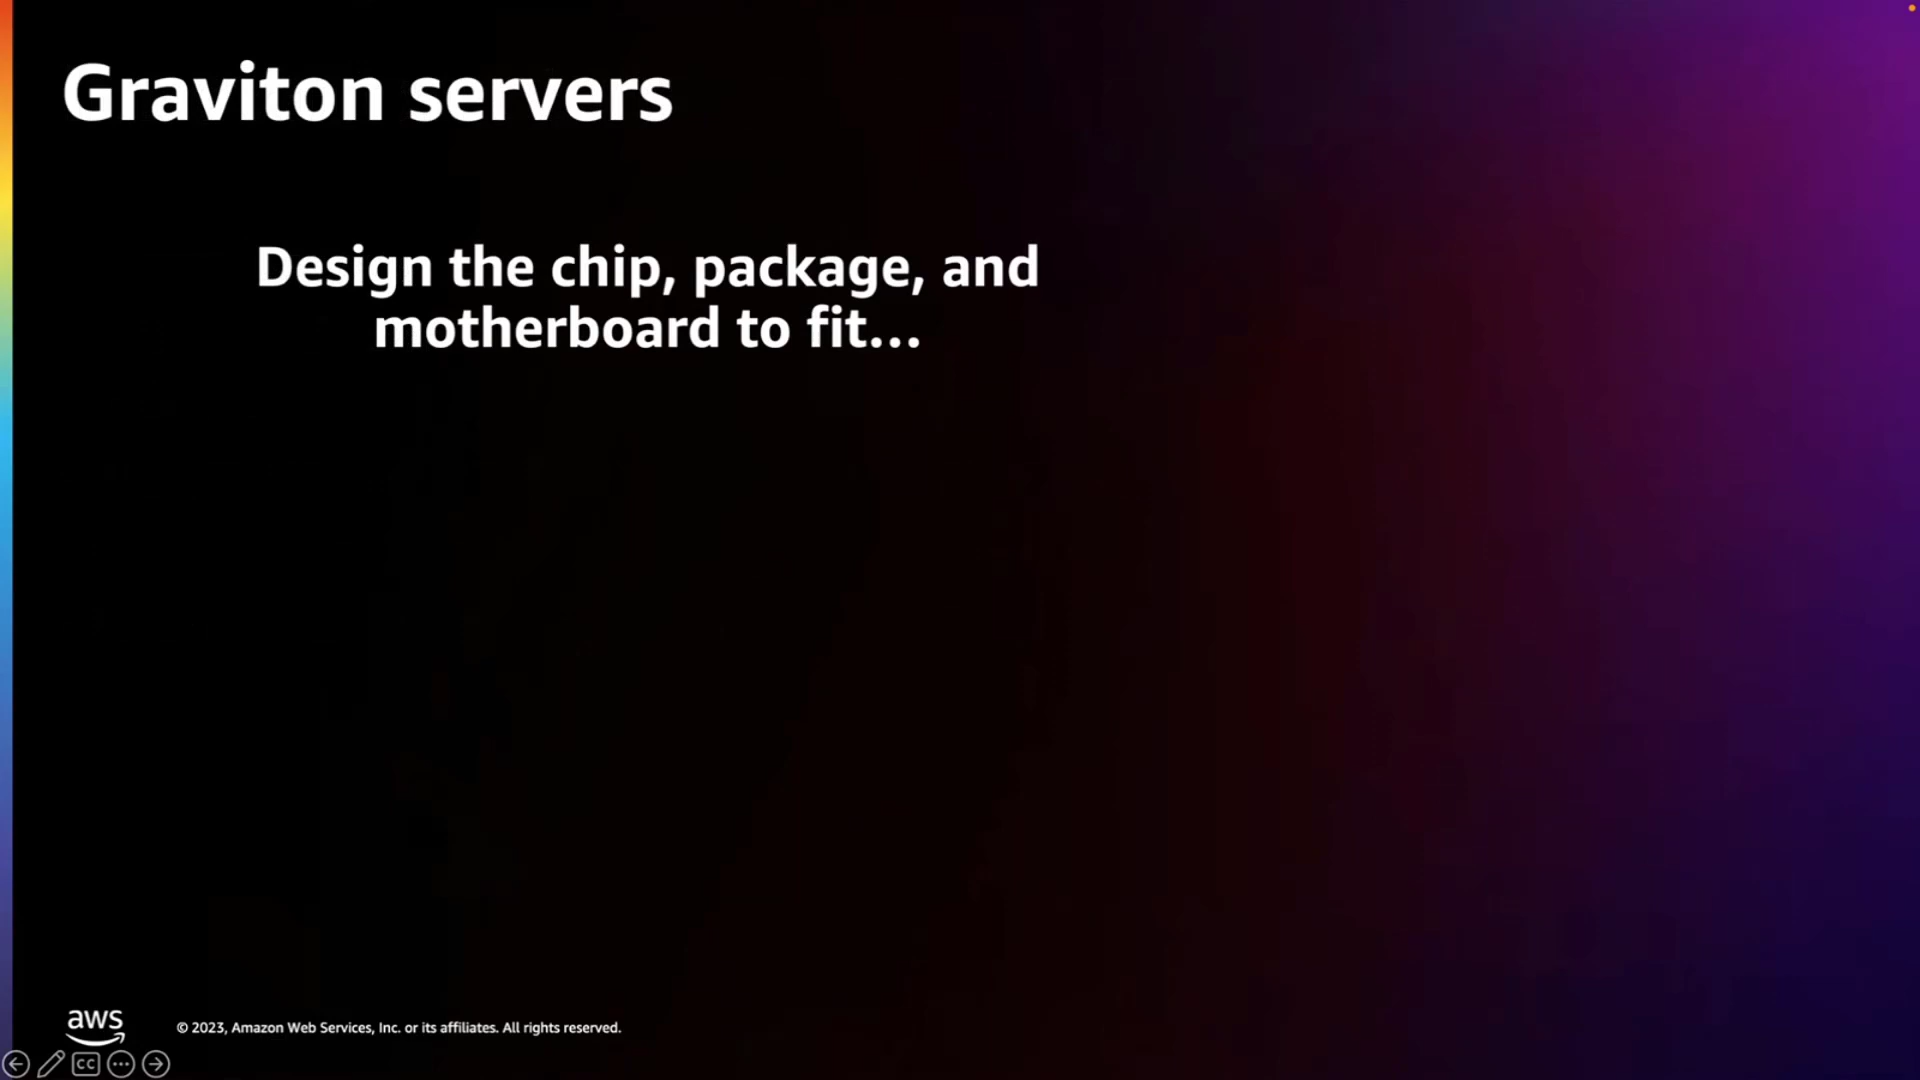 Graviton servers
Design the chip, package, and
motherboard to fit...
aws
© 2023, Amazon Web Services, Inc. or its affiliates. All rights reserved.
CC